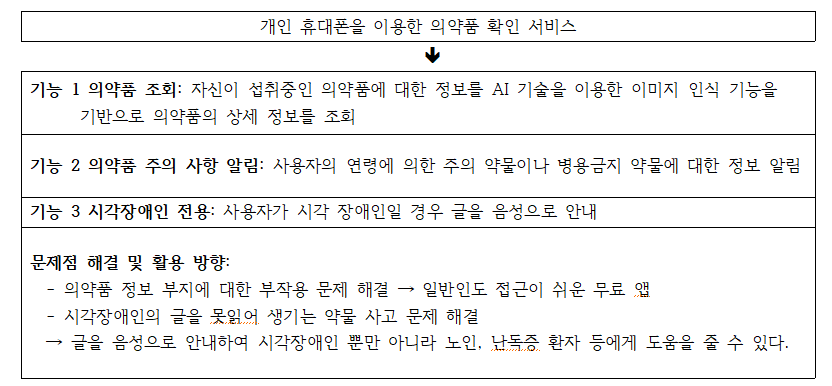 개인 휴대폰을 이용한 의약품 확인 서비스
기능 1 의약품 조회: 자신이 섭취중인 의약품에 대한 정보를 AI 기술을 이용한 이미지 인식 기능을
기반으로 의약품의 상세 정보를 조회
기능 2 의약품 주의 사항 알림: 사용자의 연령에 의한 주의 약물이나 병용금지 약물에 대한 정보 알림
기능 3 시각장애인 전용: 사용자가 시각 장애인일 경우 글을 음성으로 안내
문제점 해결 및 활용 방향:
- 의약품 정보 부지에 대한 부작용 문제 해결 → 일반인도 접근이 쉬운 무료 앱
- 시각장애인의 글을 못읽어 생기는 약물 사고 문제 해결
→ 글을 음성으로 안내하여 시각장애인 뿐만 아니라 노인, 난독증 환자 등에게 도움을 줄 수 있다.